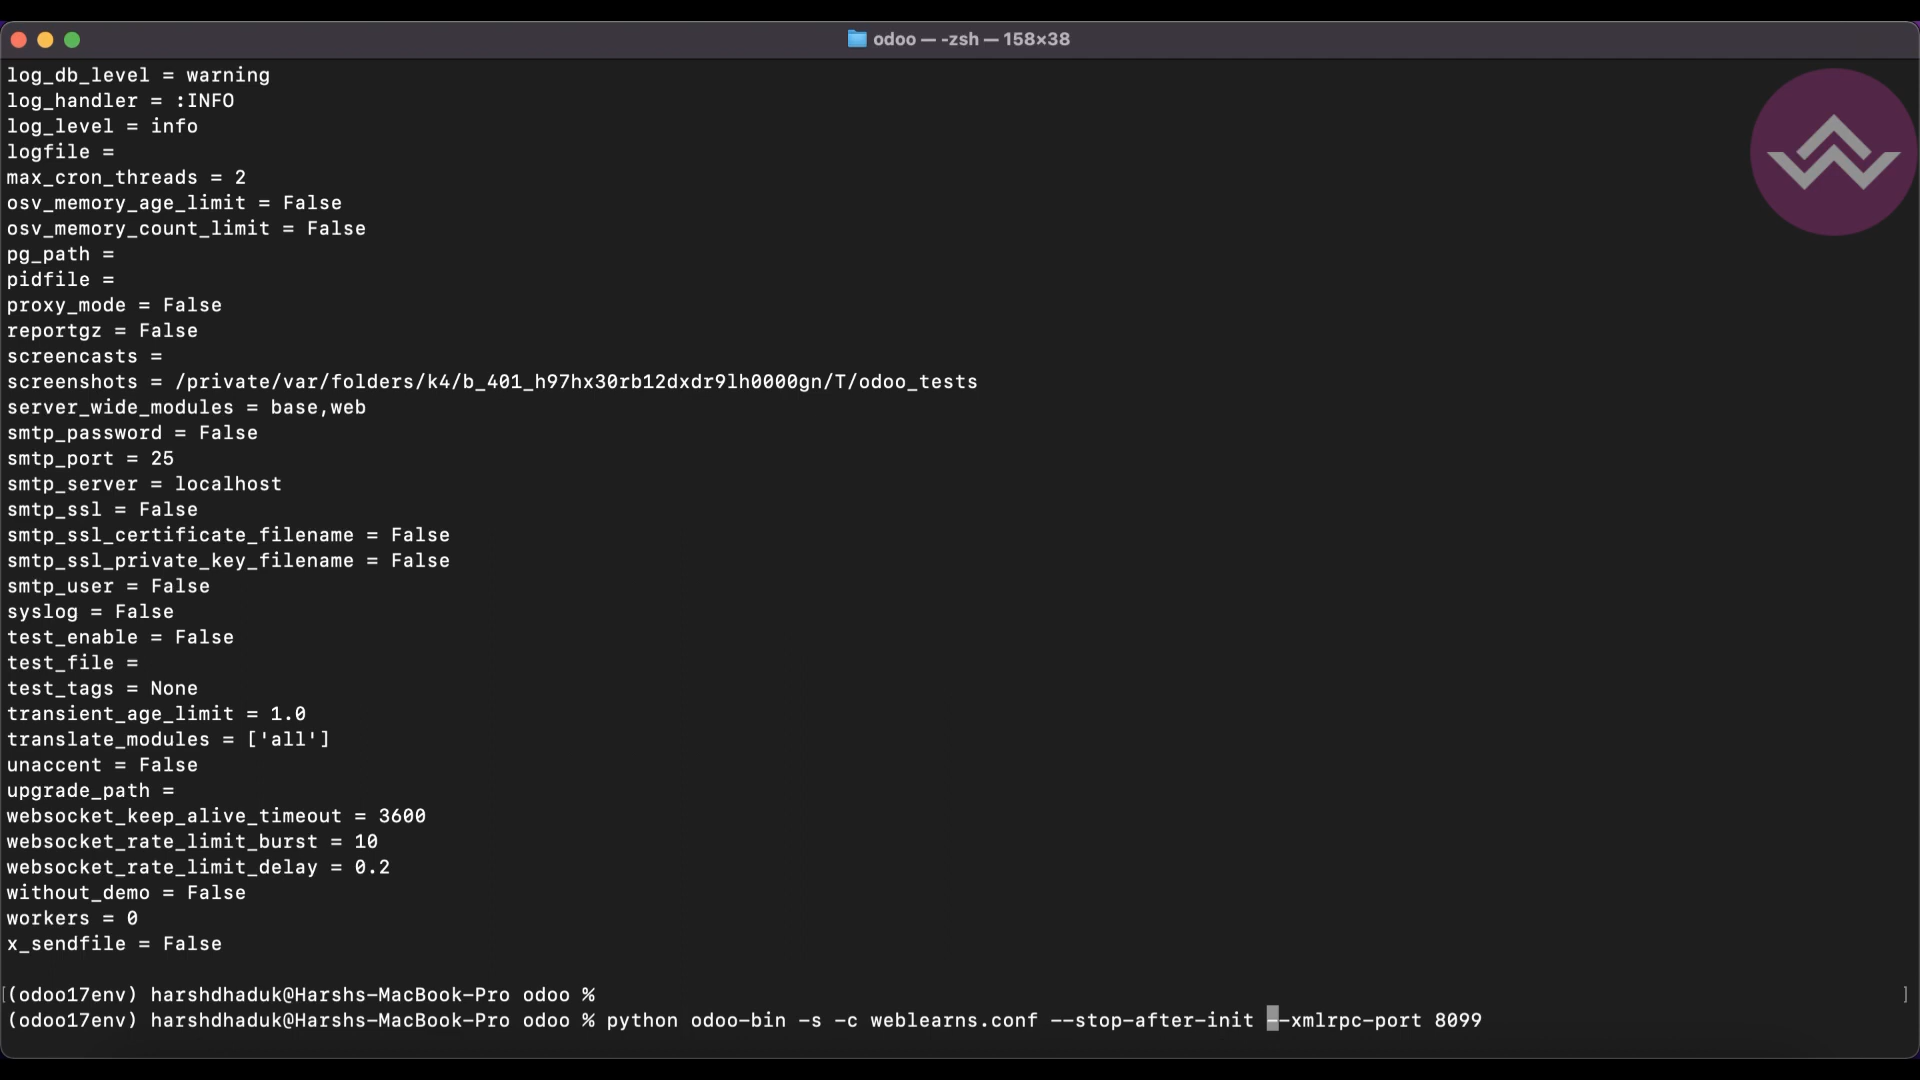 odoo — -zsh — 158×38
log_db_level = warning
log_handler = :INFO
log_level = info
logfile =
max_cron_threads = 2
osv_memory_age_limit = False
osv_memory_count_limit = False
pg_path =
pidfile =
proxy_mode = False
reportgz = False
screencasts =
screenshots = /private/var/folders/k4/b_401_h97hx30rb12dxdr9lh0000gn/T/odoo_tests
server_wide_modules = base,web
smtp_password = False
smtp_port = 25
smtp_server = localhost
smtp_ssl = False
smtp_ssl_certificate_filename = False
smtp_ssl_private_key_filename = False
smtp_user = False
syslog = False
test_enable = False
test_file =
test_tags = None
transient_age_limit = 1.0
translate_modules = ['all']
unaccent = False
upgrade_path =
websocket_keep_alive_timeout = 3600
websocket_rate_limit_burst = 10
websocket_rate_limit_delay = 0.2
without_demo = False
workers = 0
x_sendfile = False
[(odoo17env) harshdhaduk@Harshs-MacBook-Pro odoo % ]
(odoo17env) harshdhaduk@Harshs-MacBook-Pro odoo % python odoo-bin -s -c weblearns.conf --stop-after-init --xmlrpc-port 8099